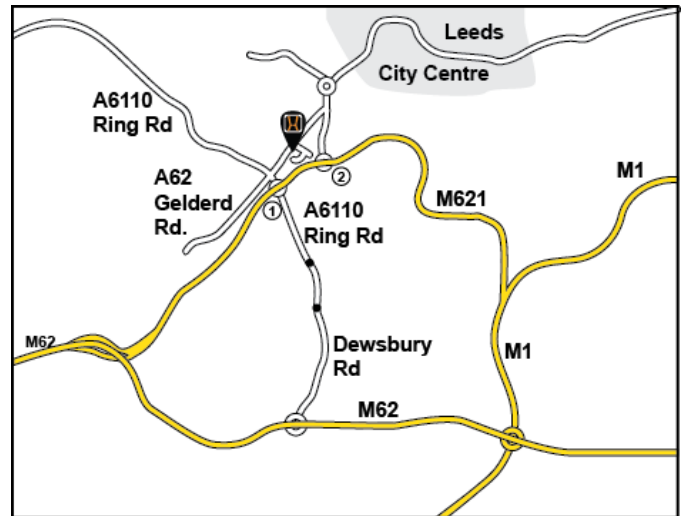 Leeds
City Centre
A6110
Ring Rd
A62
Gelderd
Rd.
2
1
A6110
Ring Rd
M621
M1
M62
Dewsbury
Rd
M1
M62